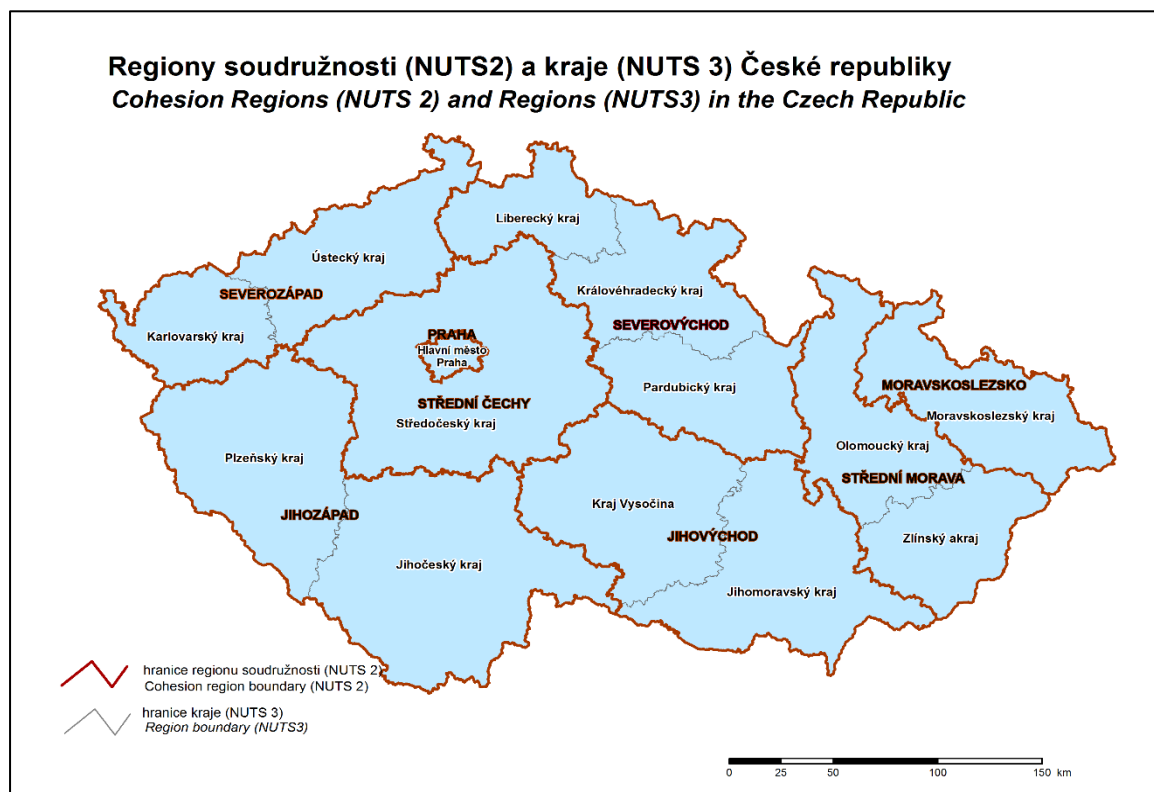 Regiony soudružnosti (NUTS2) a kraje (NUTS 3) České republiky
Cohesion Regions (NUTS 2) and Regions (NUTS3) in the Czech Republic
Liberecký kraj
Ústecký kraj
SEVEROZÁPAD
Královéhradecký kraj
Karlovarský kraj
PRAHA
Hlavní město
Praha
SEVEROVÝCHOD
Pardubický kraj
MORAVSKOSLEZSKO
Moravskoslezský kraj
STŘEDNÍ ČECHY
Středočeský kraj
Olomoucký kraj
Plzeňský kraj
STŘEDNÍ MORAVA
Kraj Vysočina
JIHOZÁPAD
JIHOVÝCHOD
Zlínský akraj
Jihočeský kraj
Jihomoravský kraj
hranice regionu soudružnosti (NUTS 2)
Cohesion region boundary (NUTS 2)
hranice kraje (NUTS 3)
Region boundary (NUTS3)
0 25 50 100 150 km